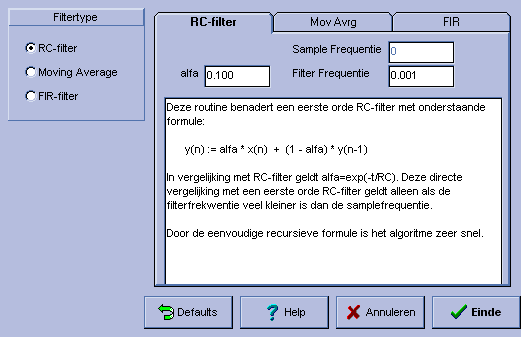 Filtertype
RC-filter
Moving Average
FIR-filter
RC-filter
Mov Avrg
FIR
Sample Frequentie
0
alfa
0.100
Filter Frequentie
0.001
Deze routine benadert een eerste orde RC-filter met onderstaande
formule:
y(n) := alfa * x(n) + (1 - alfa) * y(n-1)
In vergelijking met RC-filter geldt alfa=exp(-t/RC). Deze directe
vergelijking met een eerste orde RC-filter geldt alleen als de
filterfrekwentie veel kleiner is dan de samplefrequentie.
Door de eenvoudige recursieve formule is het algoritme zeer snel.
Defaults
Help
Annuleren
Einde